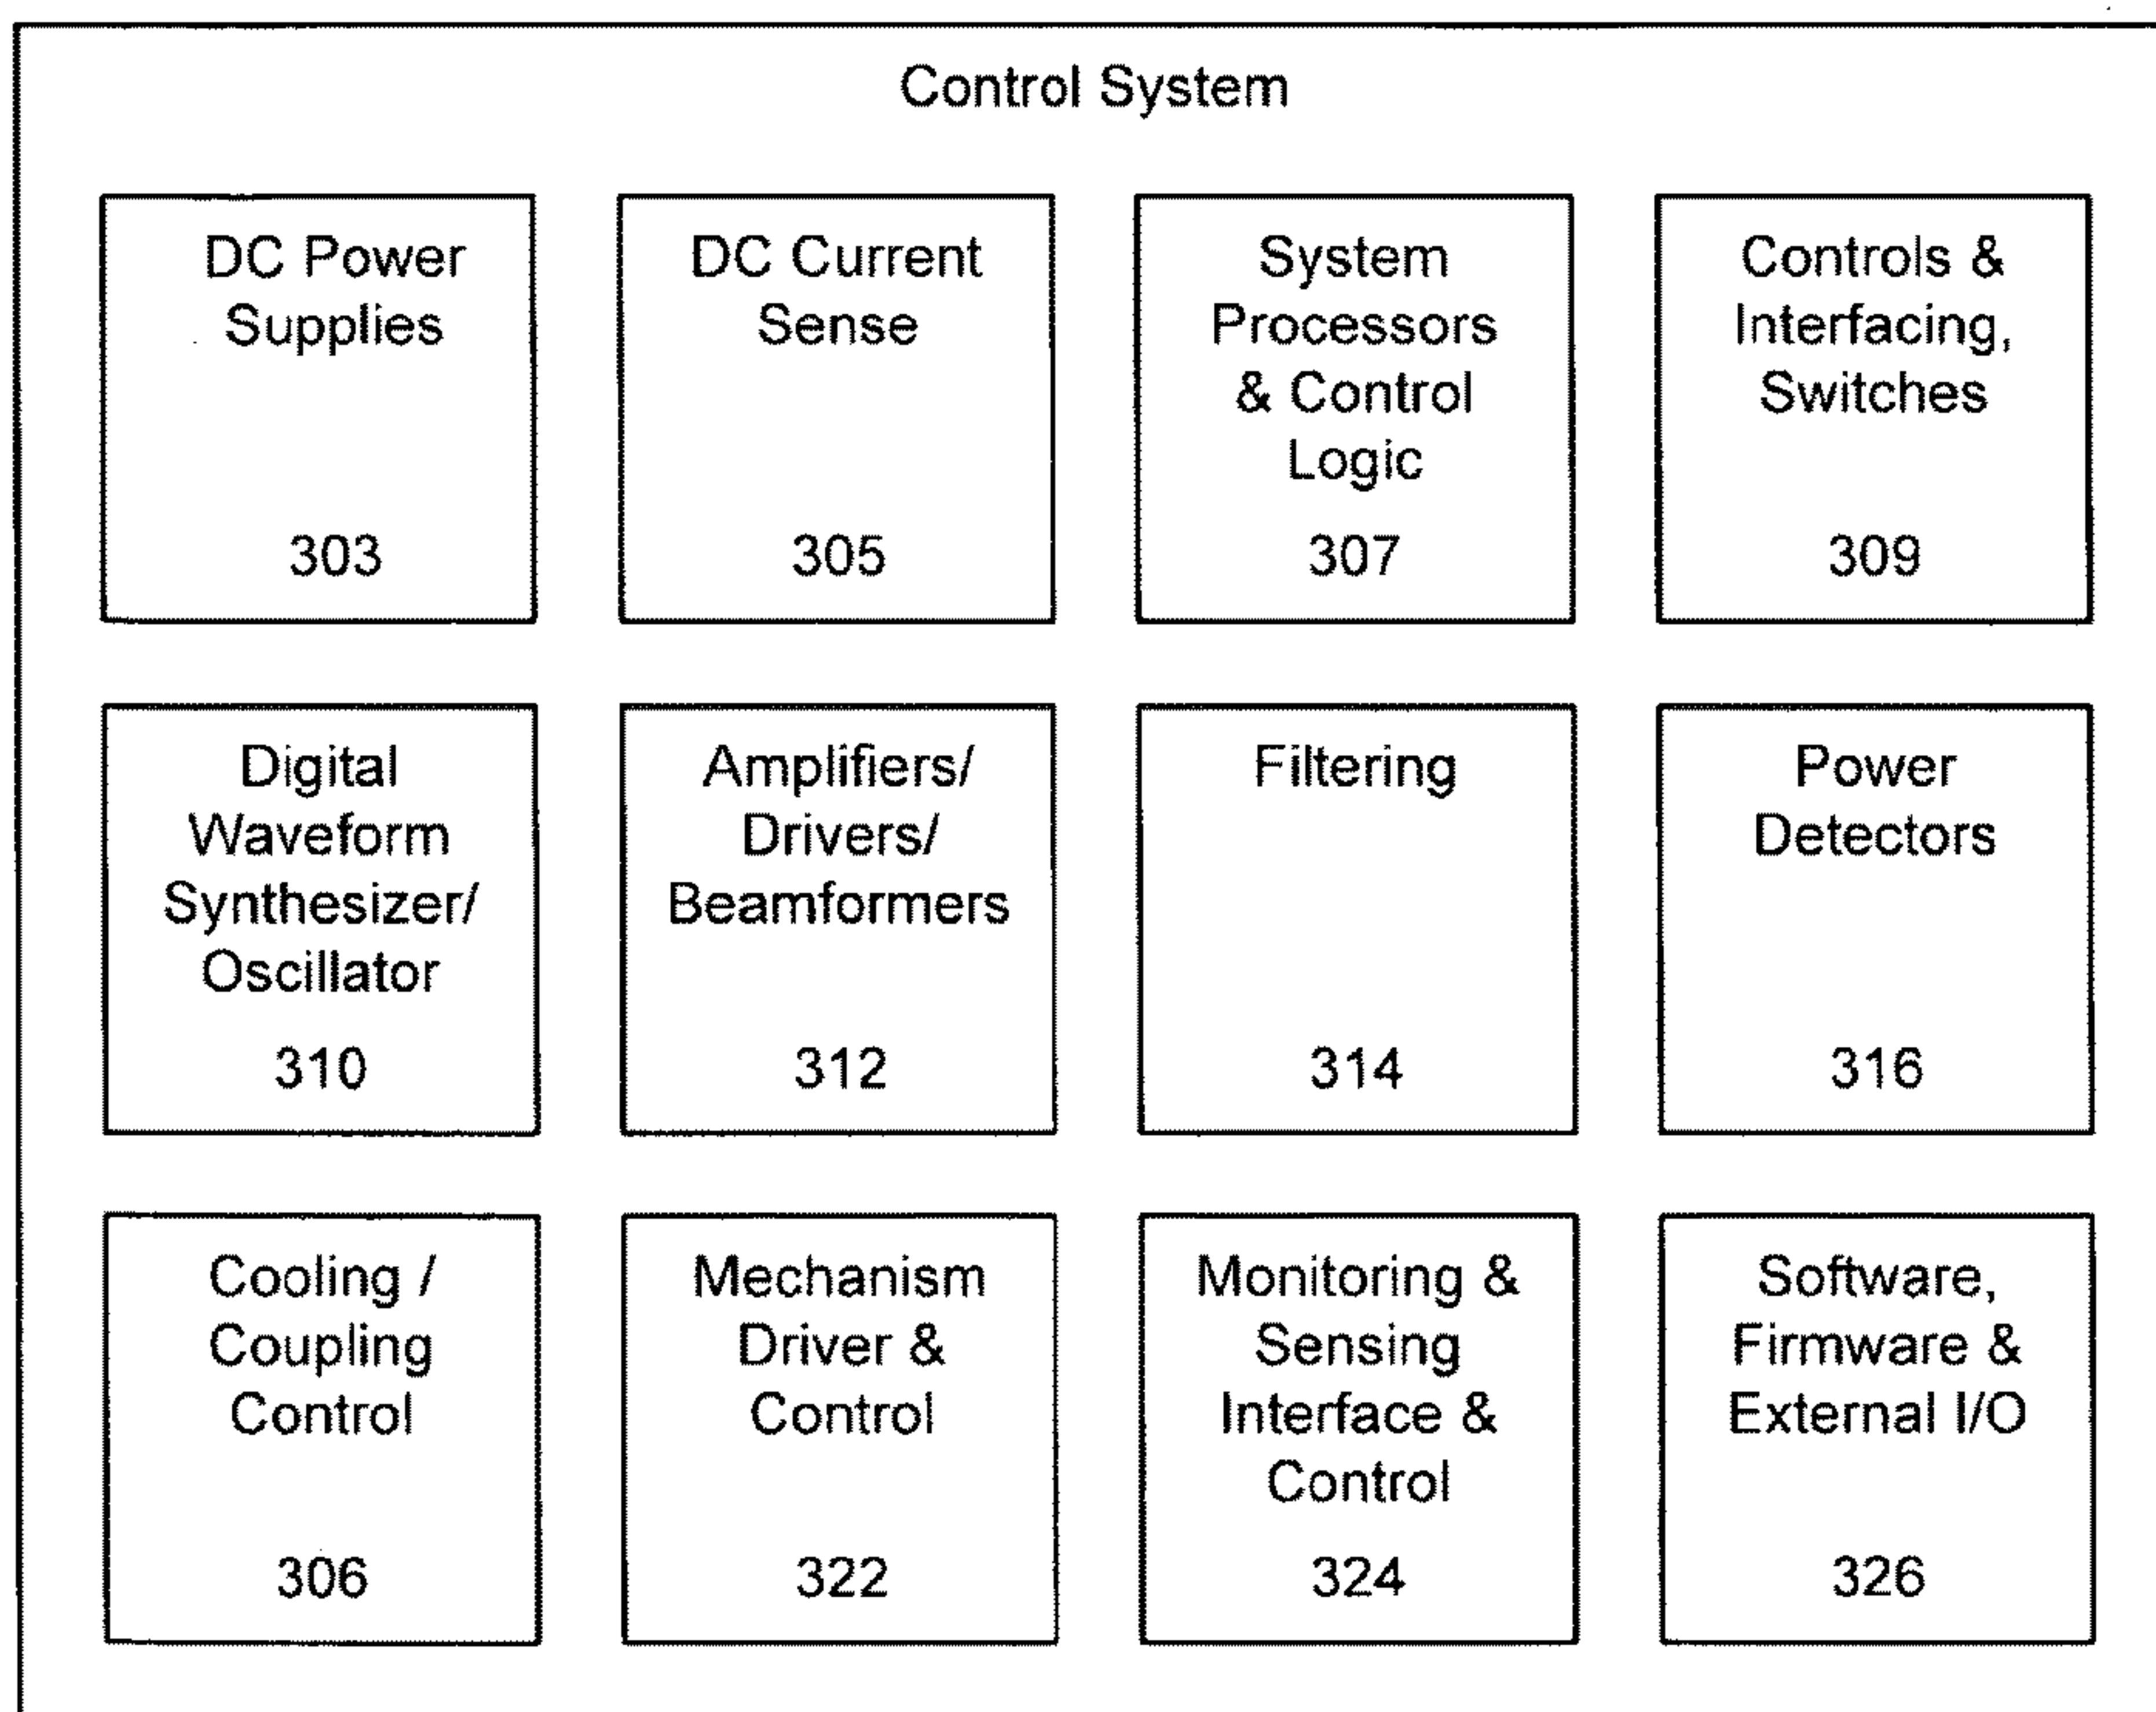 Control System
DC Power
Supplies
303
DC Current
Sense
305
System
Processors
& Control
Logic
307
Controls &
Interfacing,
Switches
309
Digital
Waveform
Synthesizer/
Oscillator
310
Amplifiers/
Drivers/
Beamformers
312
Filtering
314
Power
Detectors
316
Cooling /
Coupling
Control
306
Mechanism
Driver &
Control
322
Monitoring &
Sensing
Interface &
Control
324
Software,
Firmware &
External I/O
326